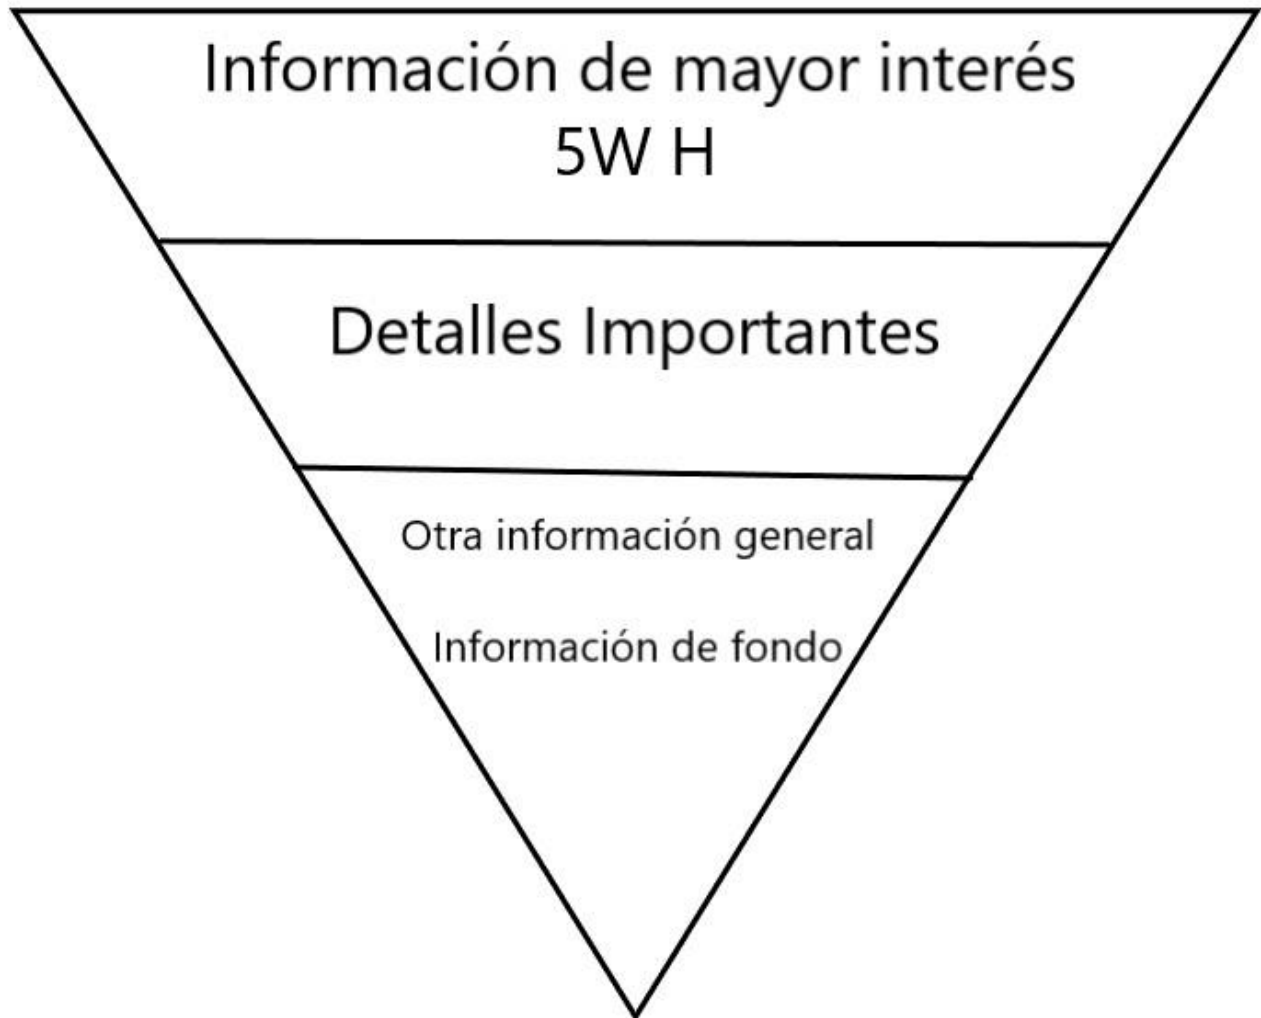 Información de mayor interés
5W H
Detalles Importantes
Otra información general
Información de fondo